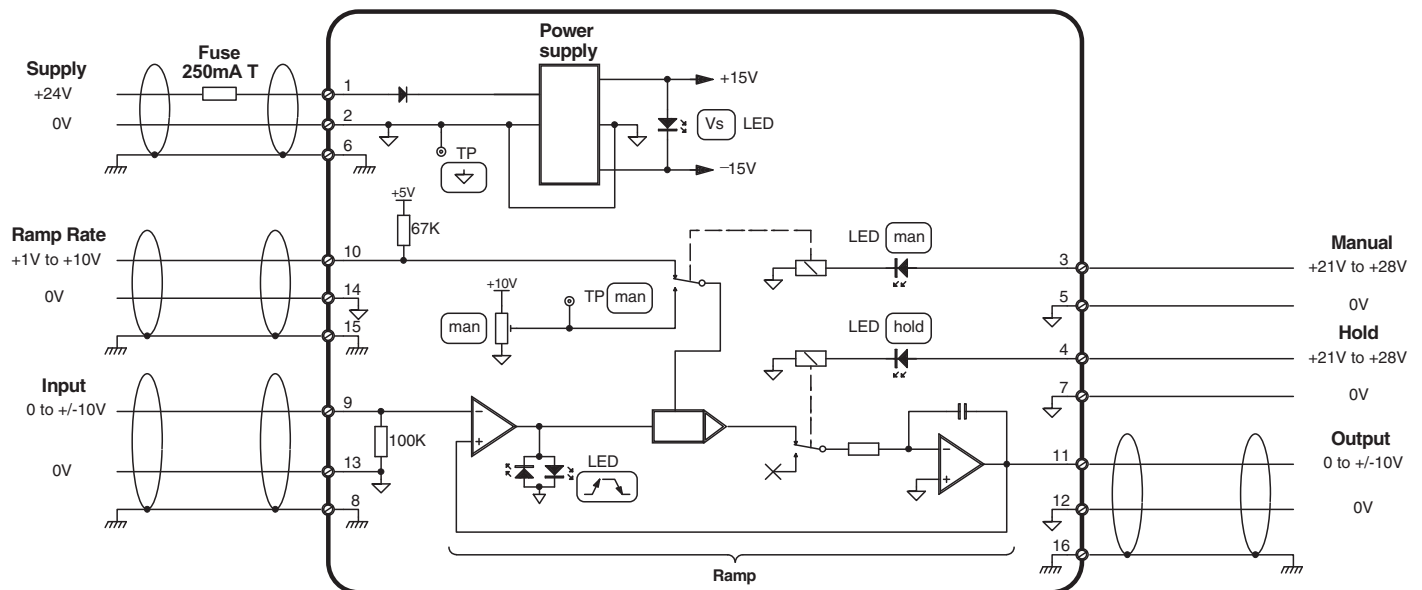 Power
supply
Fuse
250mA T
Supply
+24V
0V
1
2
6
TP
+15V
Vs LED
−15V
+5V
67K
Ramp Rate
+1V to +10V
0V
10
14
15
+10V
man
TP man
LED man
3
5
Manual
+21V to +28V
0V
LED hold
4
7
Hold
+21V to +28V
0V
Input
0 to +/-10V
0V
9
13
8
100K
−
+
LED
−
+
11
12
16
Output
0 to +/-10V
0V
Ramp